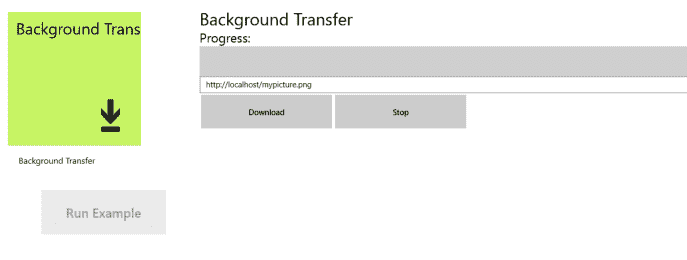 Background Trans
Background Transfer
Run Example
Background Transfer
Progress:
http://localhost/mypicture.png
Download Stop